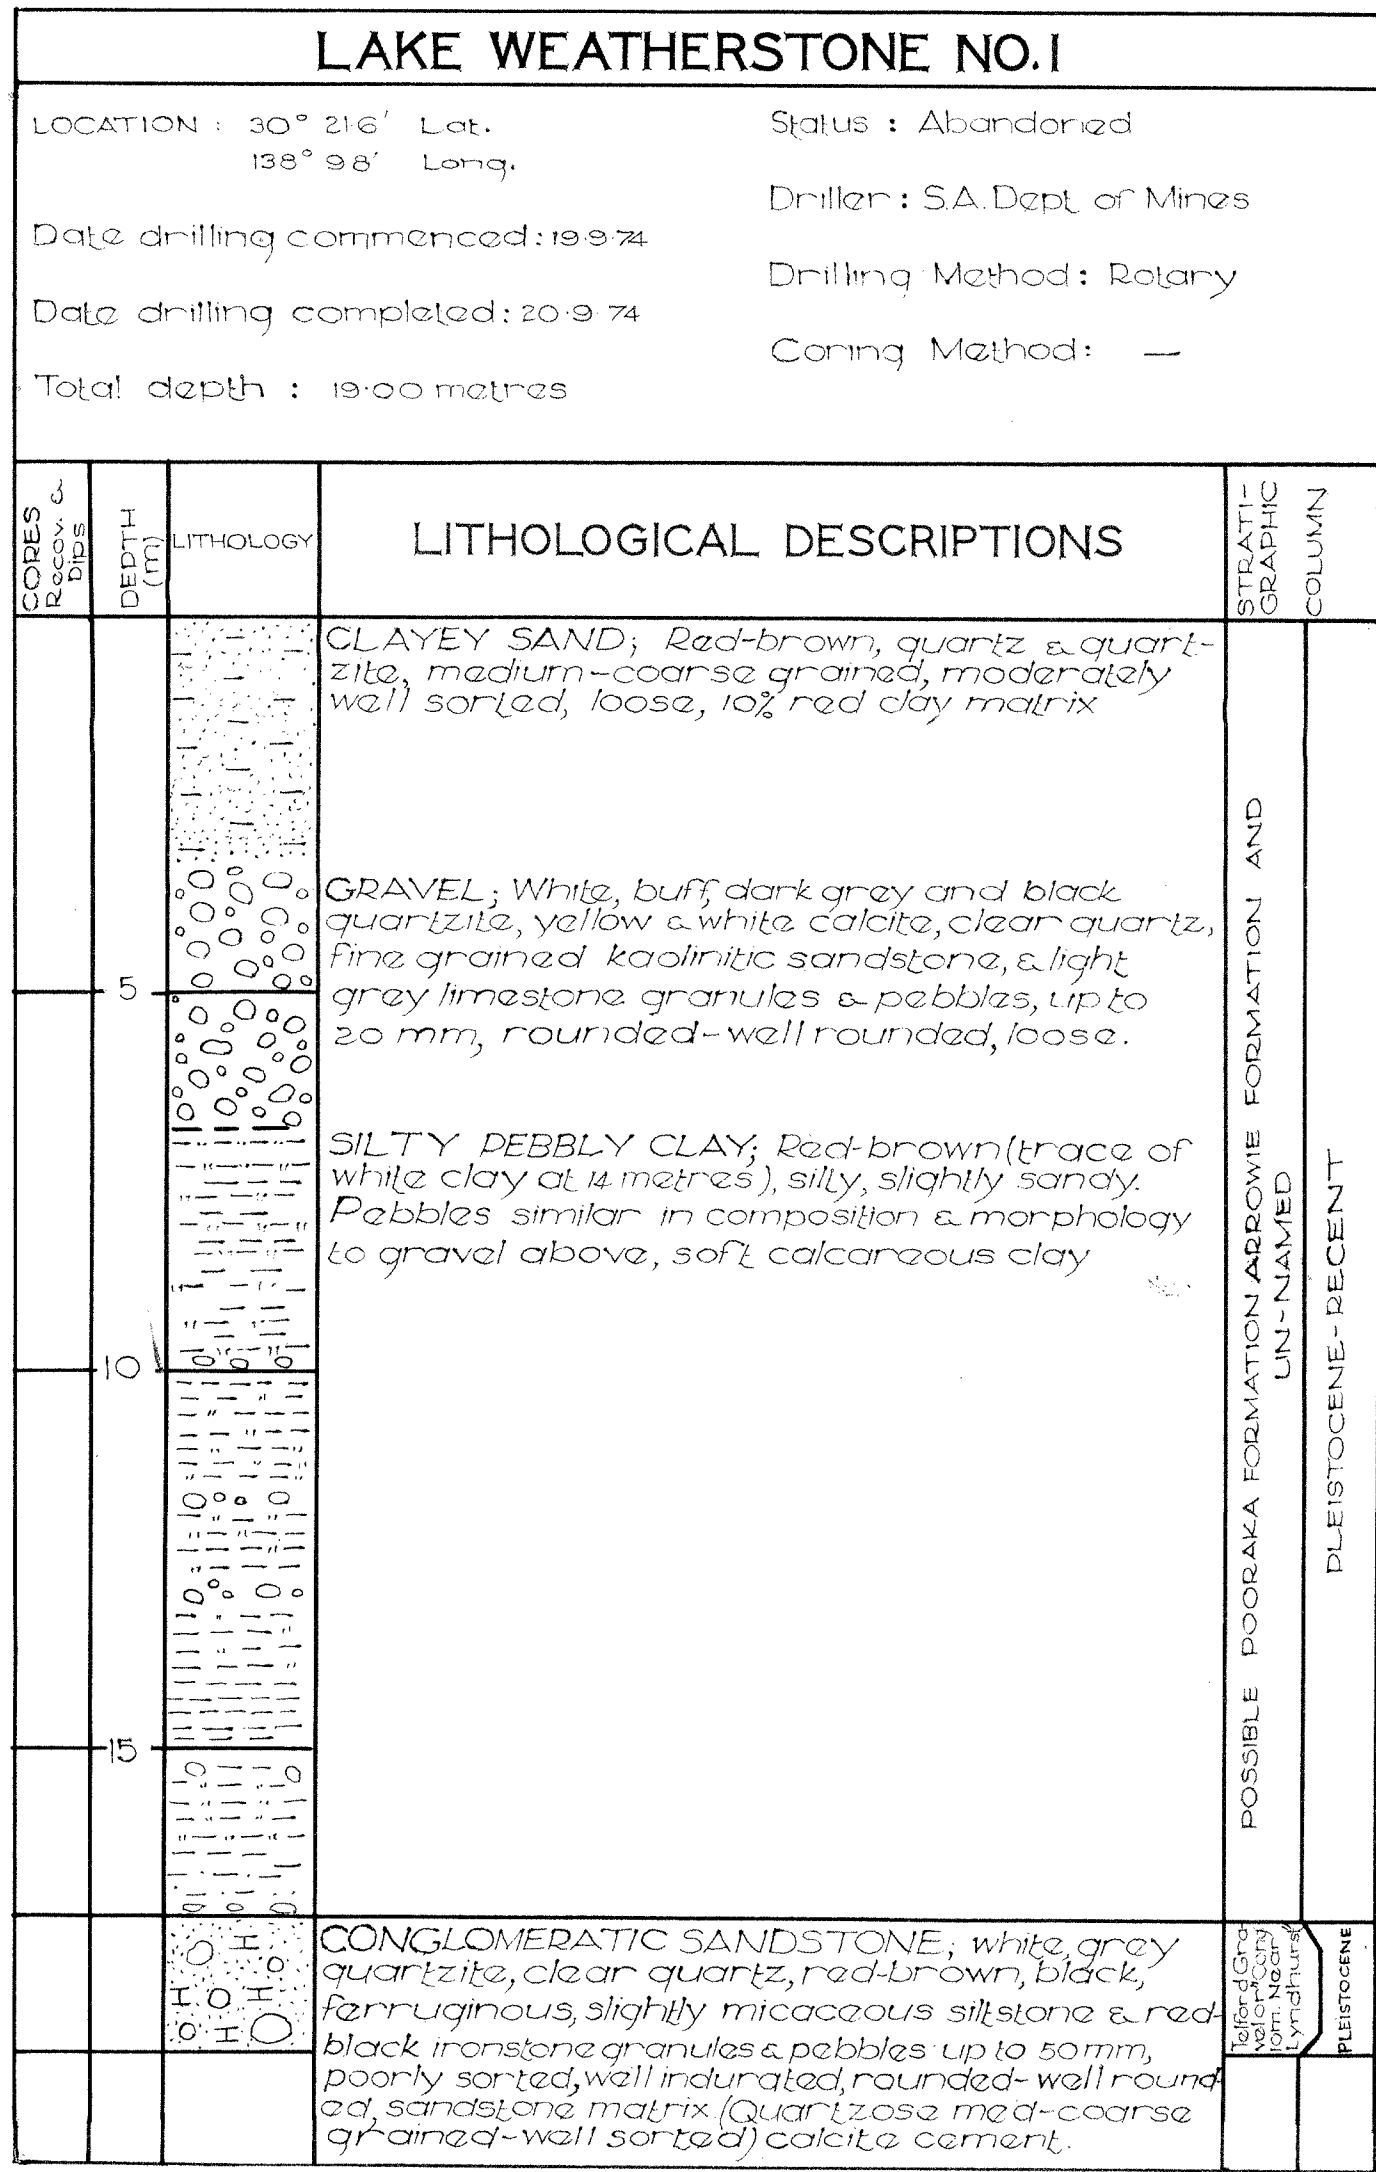 LAKE WEATHERSTONE NO.1
LOCATION : 30° 21·6' Lat.
138° 9·8' Long.
Date drilling commenced: 19·9·74
Date drilling completed: 20·9·74
Total depth : 19·00 metres
Status : Abandoned
Driller : S.A. Dept of Mines
Drilling Method : Rotary
Coring Method: —
CORES
Recov. &
Dips
DEPTH
(m)
LITHOLOGY
LITHOLOGICAL DESCRIPTIONS
STRATI-
GRAPHIC
COLUMN
CLAYEY SAND; Red-brown, quartz & quart-
zite, medium-coarse grained, moderately
well sorted, loose, 10% red clay matrix
GRAVEL; White, buff, dark grey and black
quartzite, yellow & white calcite, clear quartz,
fine grained kaolinitic sandstone, & light
grey limestone granules & pebbles, up to
20 mm, rounded-well rounded, loose.
5
SILTY PEBBLY CLAY; Red-brown (trace of
white clay at 14 metres), silty, slightly sandy.
Pebbles similar in composition & morphology
to gravel above, soft calcareous clay
10
15
POSSIBLE POORAKA FORMATION ARROWIE FORMATION AND
UN-NAMED
PLEISTOCENE-RECENT
CONGLOMERATIC SANDSTONE; white, grey
quartzite, clear quartz, red-brown, black,
ferruginous, slightly micaceous siltstone & red-
black ironstone granules & pebbles up to 50mm,
poorly sorted, well indurated, rounded-well round-
ed, sandstone matrix (Quartzose med-coarse
grained-well sorted) calcite cement.
Telford Gra-
vel or "Cong
lom. Near
Lyndhurst"
PLEISTOCENE